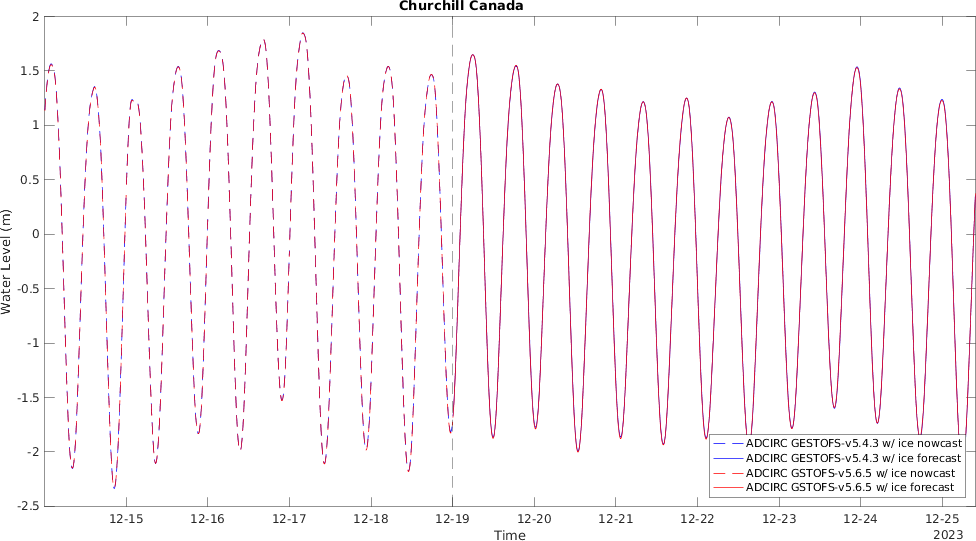 Churchill Canada
2
1.5
1
0.5
0
-0.5
-1
-1.5
-2
-2.5
Water Level (m)
ADCIRC GESTOFS-v5.4.3 w/ ice nowcast
ADCIRC GESTOFS-v5.4.3 w/ ice forecast
ADCIRC GSTOFS-v5.6.5 w/ ice nowcast
ADCIRC GSTOFS-v5.6.5 w/ ice forecast
12-15 12-16 12-17 12-18 12-19 12-20 12-21 12-22 12-23 12-24 12-25
Time
2023